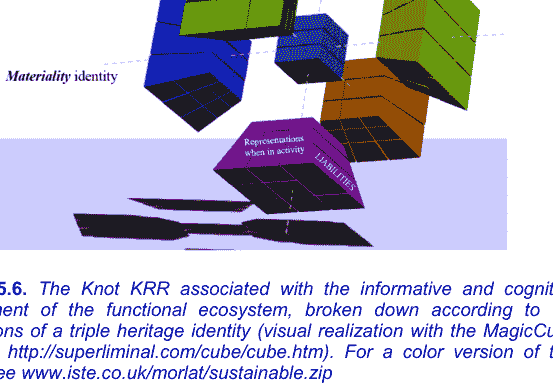 Materiality identity
Representations
when in activity
LIABILITIES
5.6. The Knot KRR associated with the informative and cognit
ent of the functional ecosystem, broken down according to
ons of a triple heritage identity (visual realization with the MagicCu
http://superliminal.com/cube/cube.htm). For a color version of t
ee www.iste.co.uk/morlat/sustainable.zip